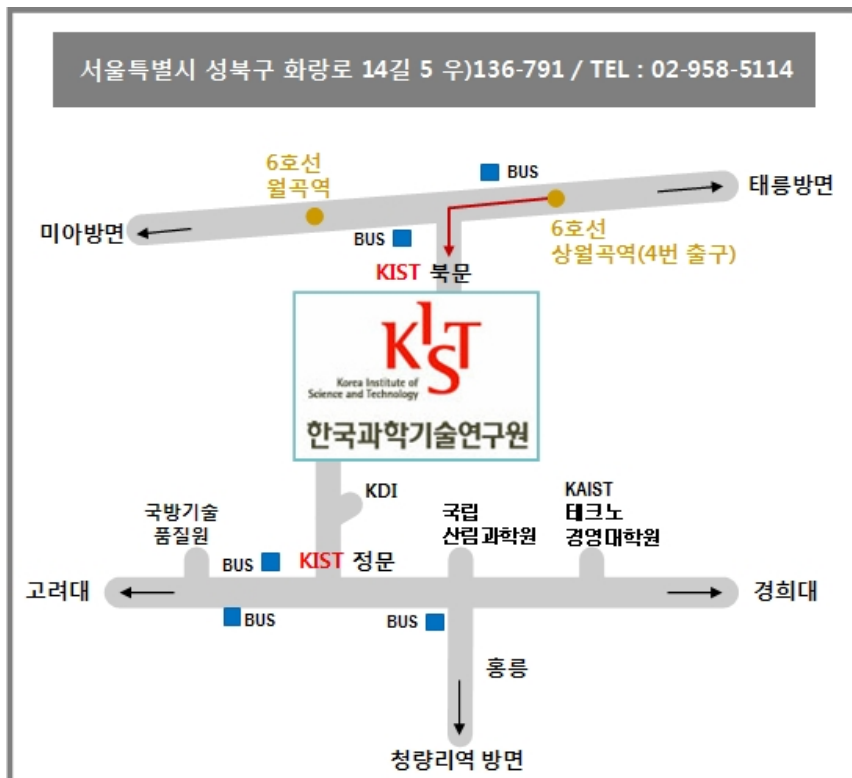 서울특별시 성북구 화랑로 14길 5 우)136-791 / TEL : 02-958-5114
6호선
월곡역
BUS
태릉방면
미아방면
BUS
6호선
상월곡역(4번 출구)
KIST 북문
KIST
Korea Institute of
Science and Technology
한국과학기술연구원
KDI
국방기술
품질원
국립
산림과학원
KAIST
테크노
경영대학원
BUS
KIST 정문
고려대
경희대
BUS
BUS
홍릉
청량리역 방면